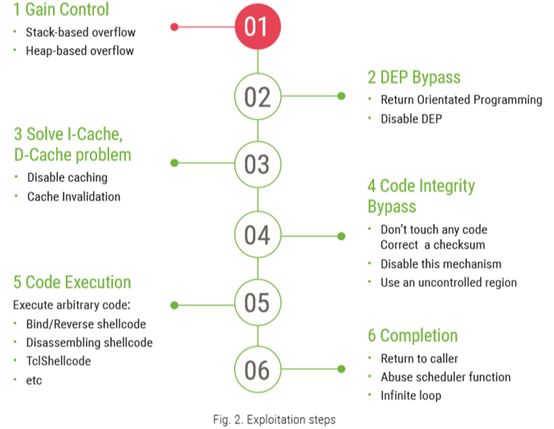 1 Gain Control
• Stack-based overflow
• Heap-based overflow
01
02
2 DEP Bypass
• Return Orientated Programming
• Disable DEP
3 Solve I-Cache,
D-Cache problem
• Disable caching
• Cache Invalidation
03
04
4 Code Integrity
Bypass
• Don't touch any code
Correct a checksum
• Disable this mechanism
• Use an uncontrolled region
5 Code Execution
Execute arbitrary code:
• Bind/Reverse shellcode
• Disassembling shellcode
• TclShellcode
• etc
05
06
6 Completion
• Return to caller
• Abuse scheduler function
• Infinite loop
Fig. 2. Exploitation steps